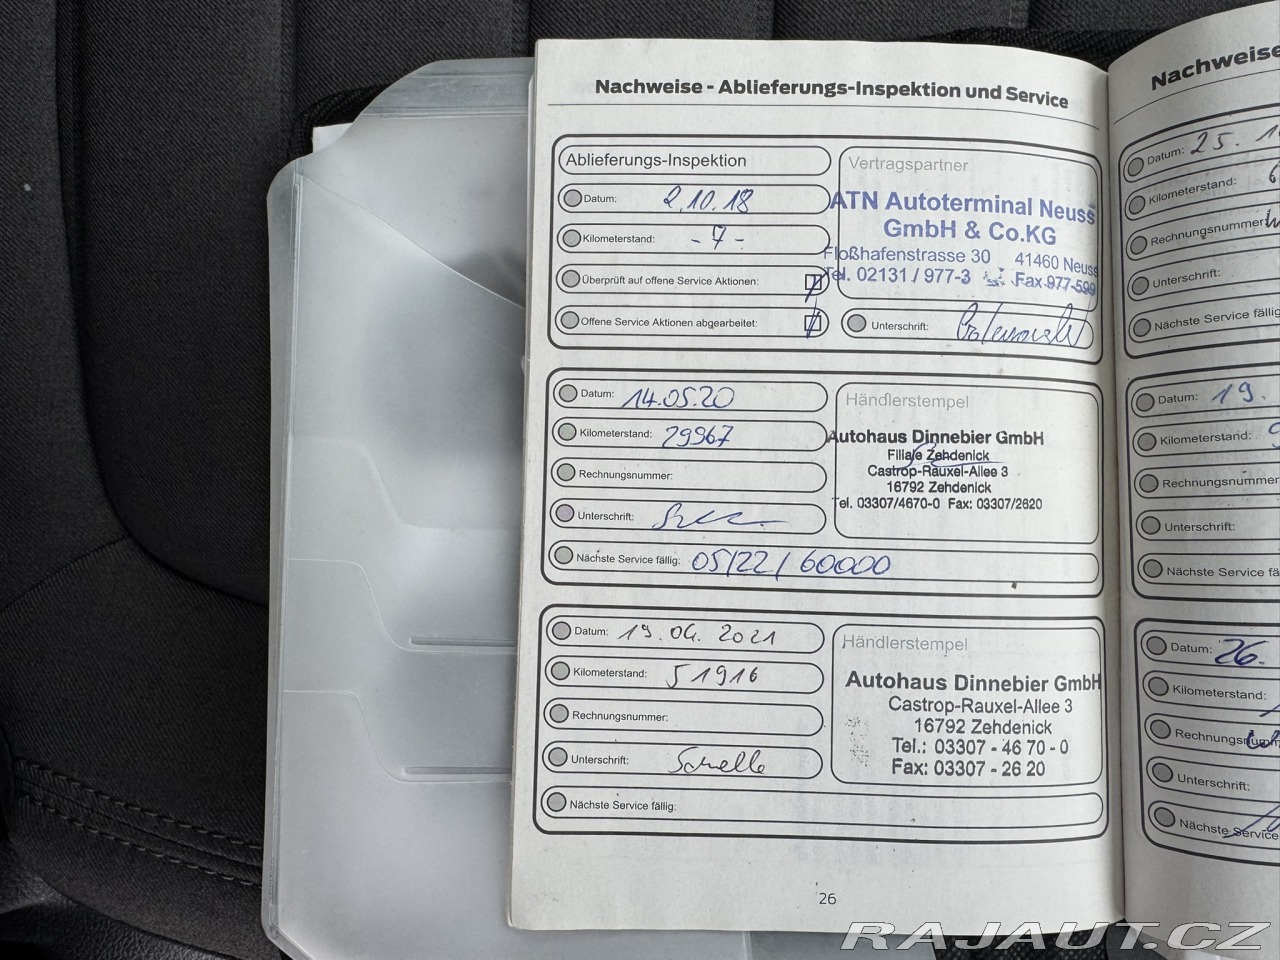 Nachweise - Ablieferungs-Inspektion und Service
Ablieferungs-Inspektion
Datum: 2.10.18
Kilometerstand: -7-
Überprüft auf offene Service Aktionen:
Offene Service Aktionen abgearbeitet:
Vertragspartner
ATN Autoterminal Neuss
GmbH & Co.KG
Floßhafenstrasse 30 41460 Neuss
Tel. 02131 / 977-3 Fax 977-599
Unterschrift:
Datum: 14.05.20
Kilometerstand: 29967
Rechnungsnummer:
Unterschrift:
Nächste Service fällig: 05/22/60000
Händlerstempel
Autohaus Dinnebier GmbH
Filiale Zehdenick
Castrop-Rauxel-Allee 3
16792 Zehdenick
Tel. 03307/4670-0 Fax: 03307/2620
Datum: 19.04.2021
Kilometerstand: 51916
Rechnungsnummer:
Unterschrift:
Nächste Service fällig:
Händlerstempel
Autohaus Dinnebier GmbH
Castrop-Rauxel-Allee 3
16792 Zehdenick
Tel.: 03307 - 46 70 - 0
Fax: 03307 - 26 20
26
Nachweise
Datum: 25.
Kilometerstand:
Rechnungsnummer:
Unterschrift:
Nächste Service fällig
Datum: 19.
Kilometerstand:
Rechnungsnummer
Unterschrift:
Nächste Service fä
Datum: 26.
Kilometerstand:
Rechnungsnumm
Unterschrift:
Nächste Service
RAJAUT.CZ